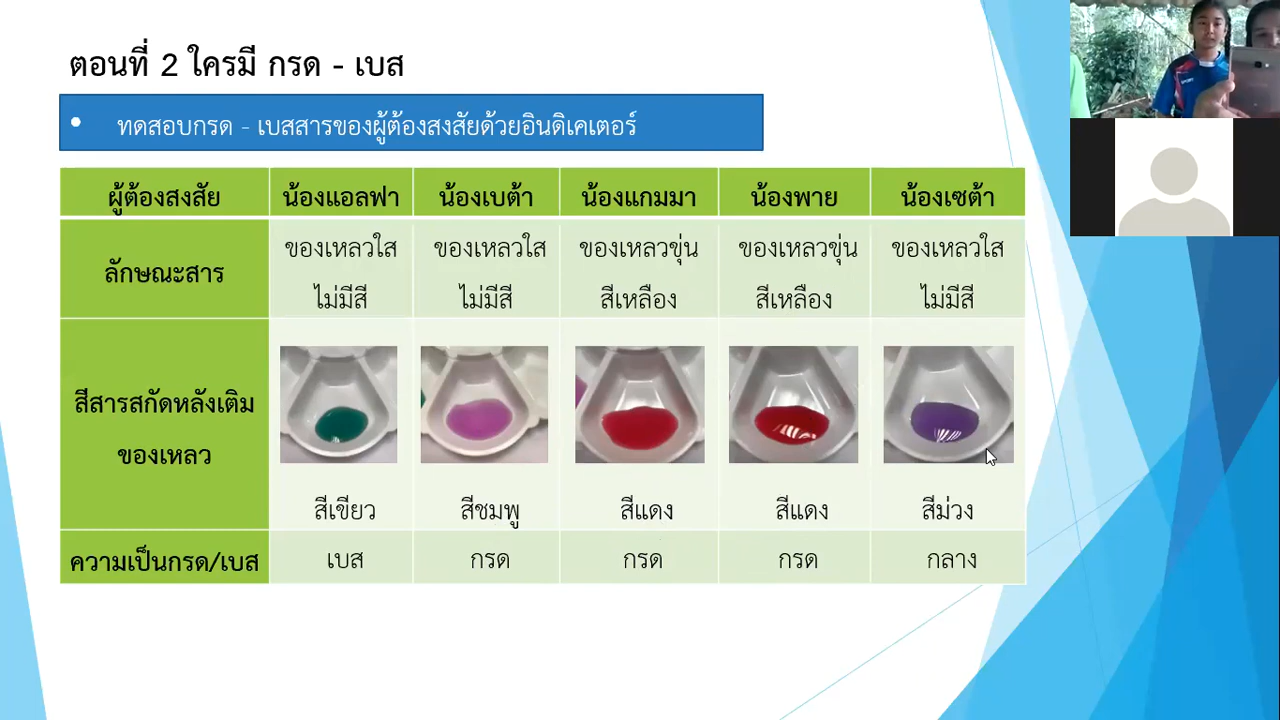 ตอนที่ 2 ใครมี กรด - เบส
• ทดสอบกรด - เบสสารของผู้ต้องสงสัยด้วยอินดิเคเตอร์
ผู้ต้องสงสัย น้องแอลฟา น้องเบต้า น้องแกมมา น้องพาย น้องเซต้า
ลักษณะสาร ของเหลวใส ของเหลวใส ของเหลวขุ่น ของเหลวขุ่น ของเหลวใส
ไม่มีสี ไม่มีสี สีเหลือง สีเหลือง ไม่มีสี
สีสารสกัดหลังเติม
ของเหลว
สีเขียว สีชมพู สีแดง สีแดง สีม่วง
ความเป็นกรด/เบส เบส กรด กรด กรด กลาง